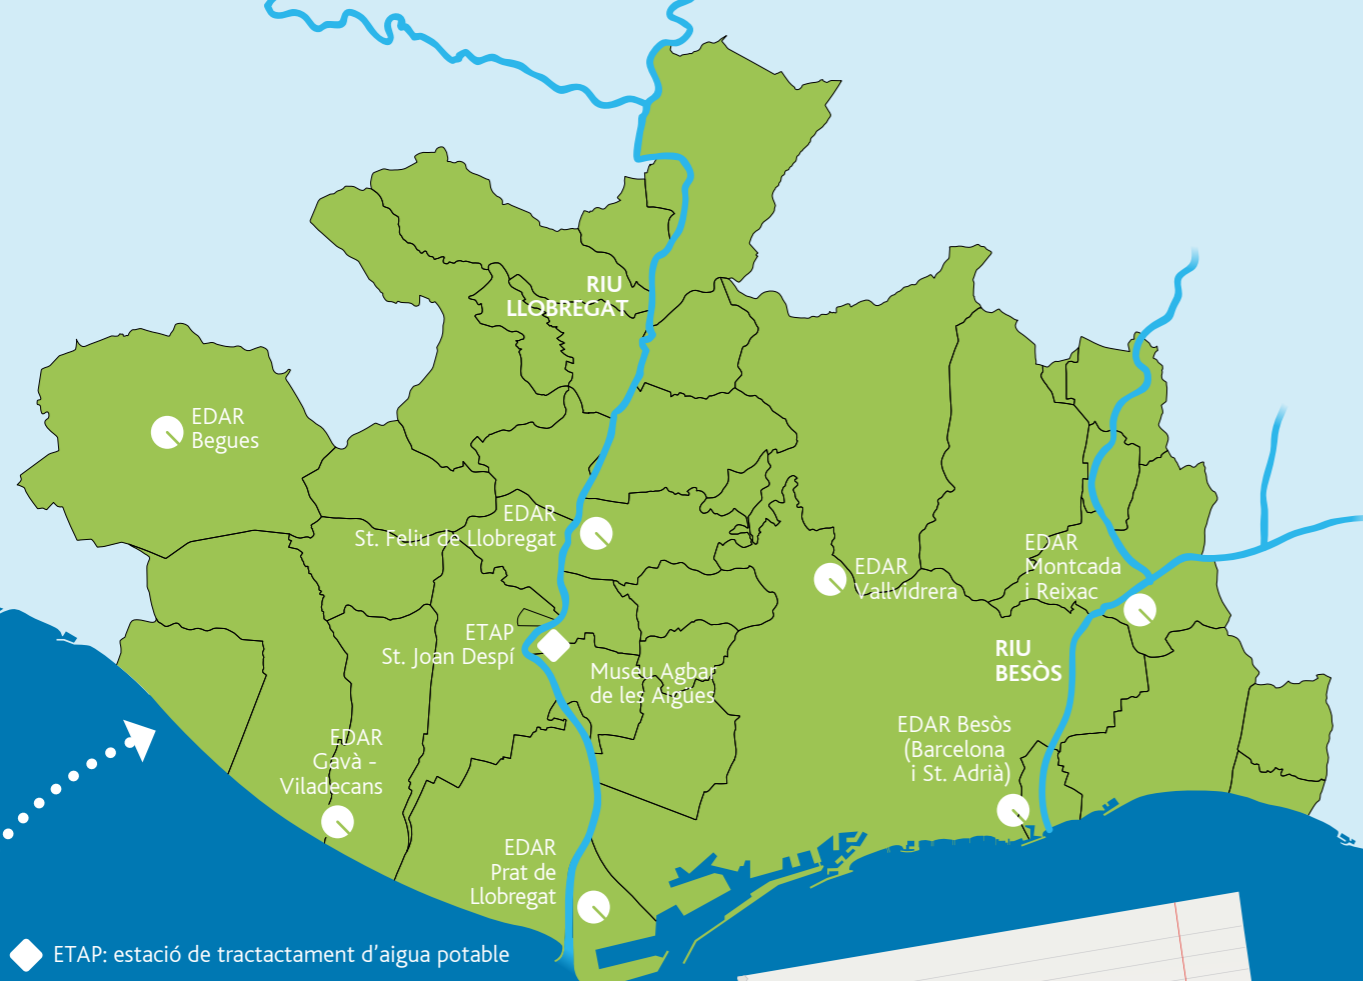 RIU
LLOBREGAT
EDAR
Begues
EDAR
St. Feliu de Llobregat
EDAR
Vallvidrera
EDAR
Montcada
i Reixac
ETAP
St. Joan Despí
Museu Agbar
de les Aigües
RIU
BESÒS
EDAR Besòs
(Barcelona
i St. Adrià)
EDAR
Gavà -
Viladecans
EDAR
Prat de
Llobregat
ETAP: estació de tractactament d'aigua potable